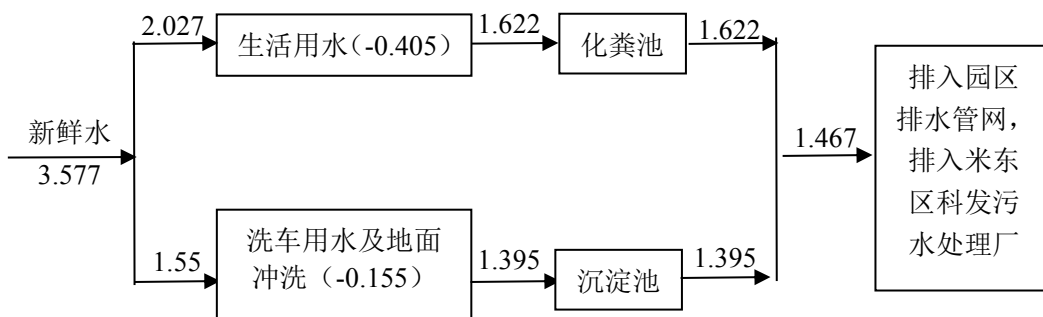 2.027
生活用水(-0.405)
1.622
化粪池
1.622
新鲜水
3.577
1.55
洗车用水及地面
冲洗（-0.155）
1.395
沉淀池
1.395
1.467
排入园区
排水管网，
排入米东
区科发污
水处理厂